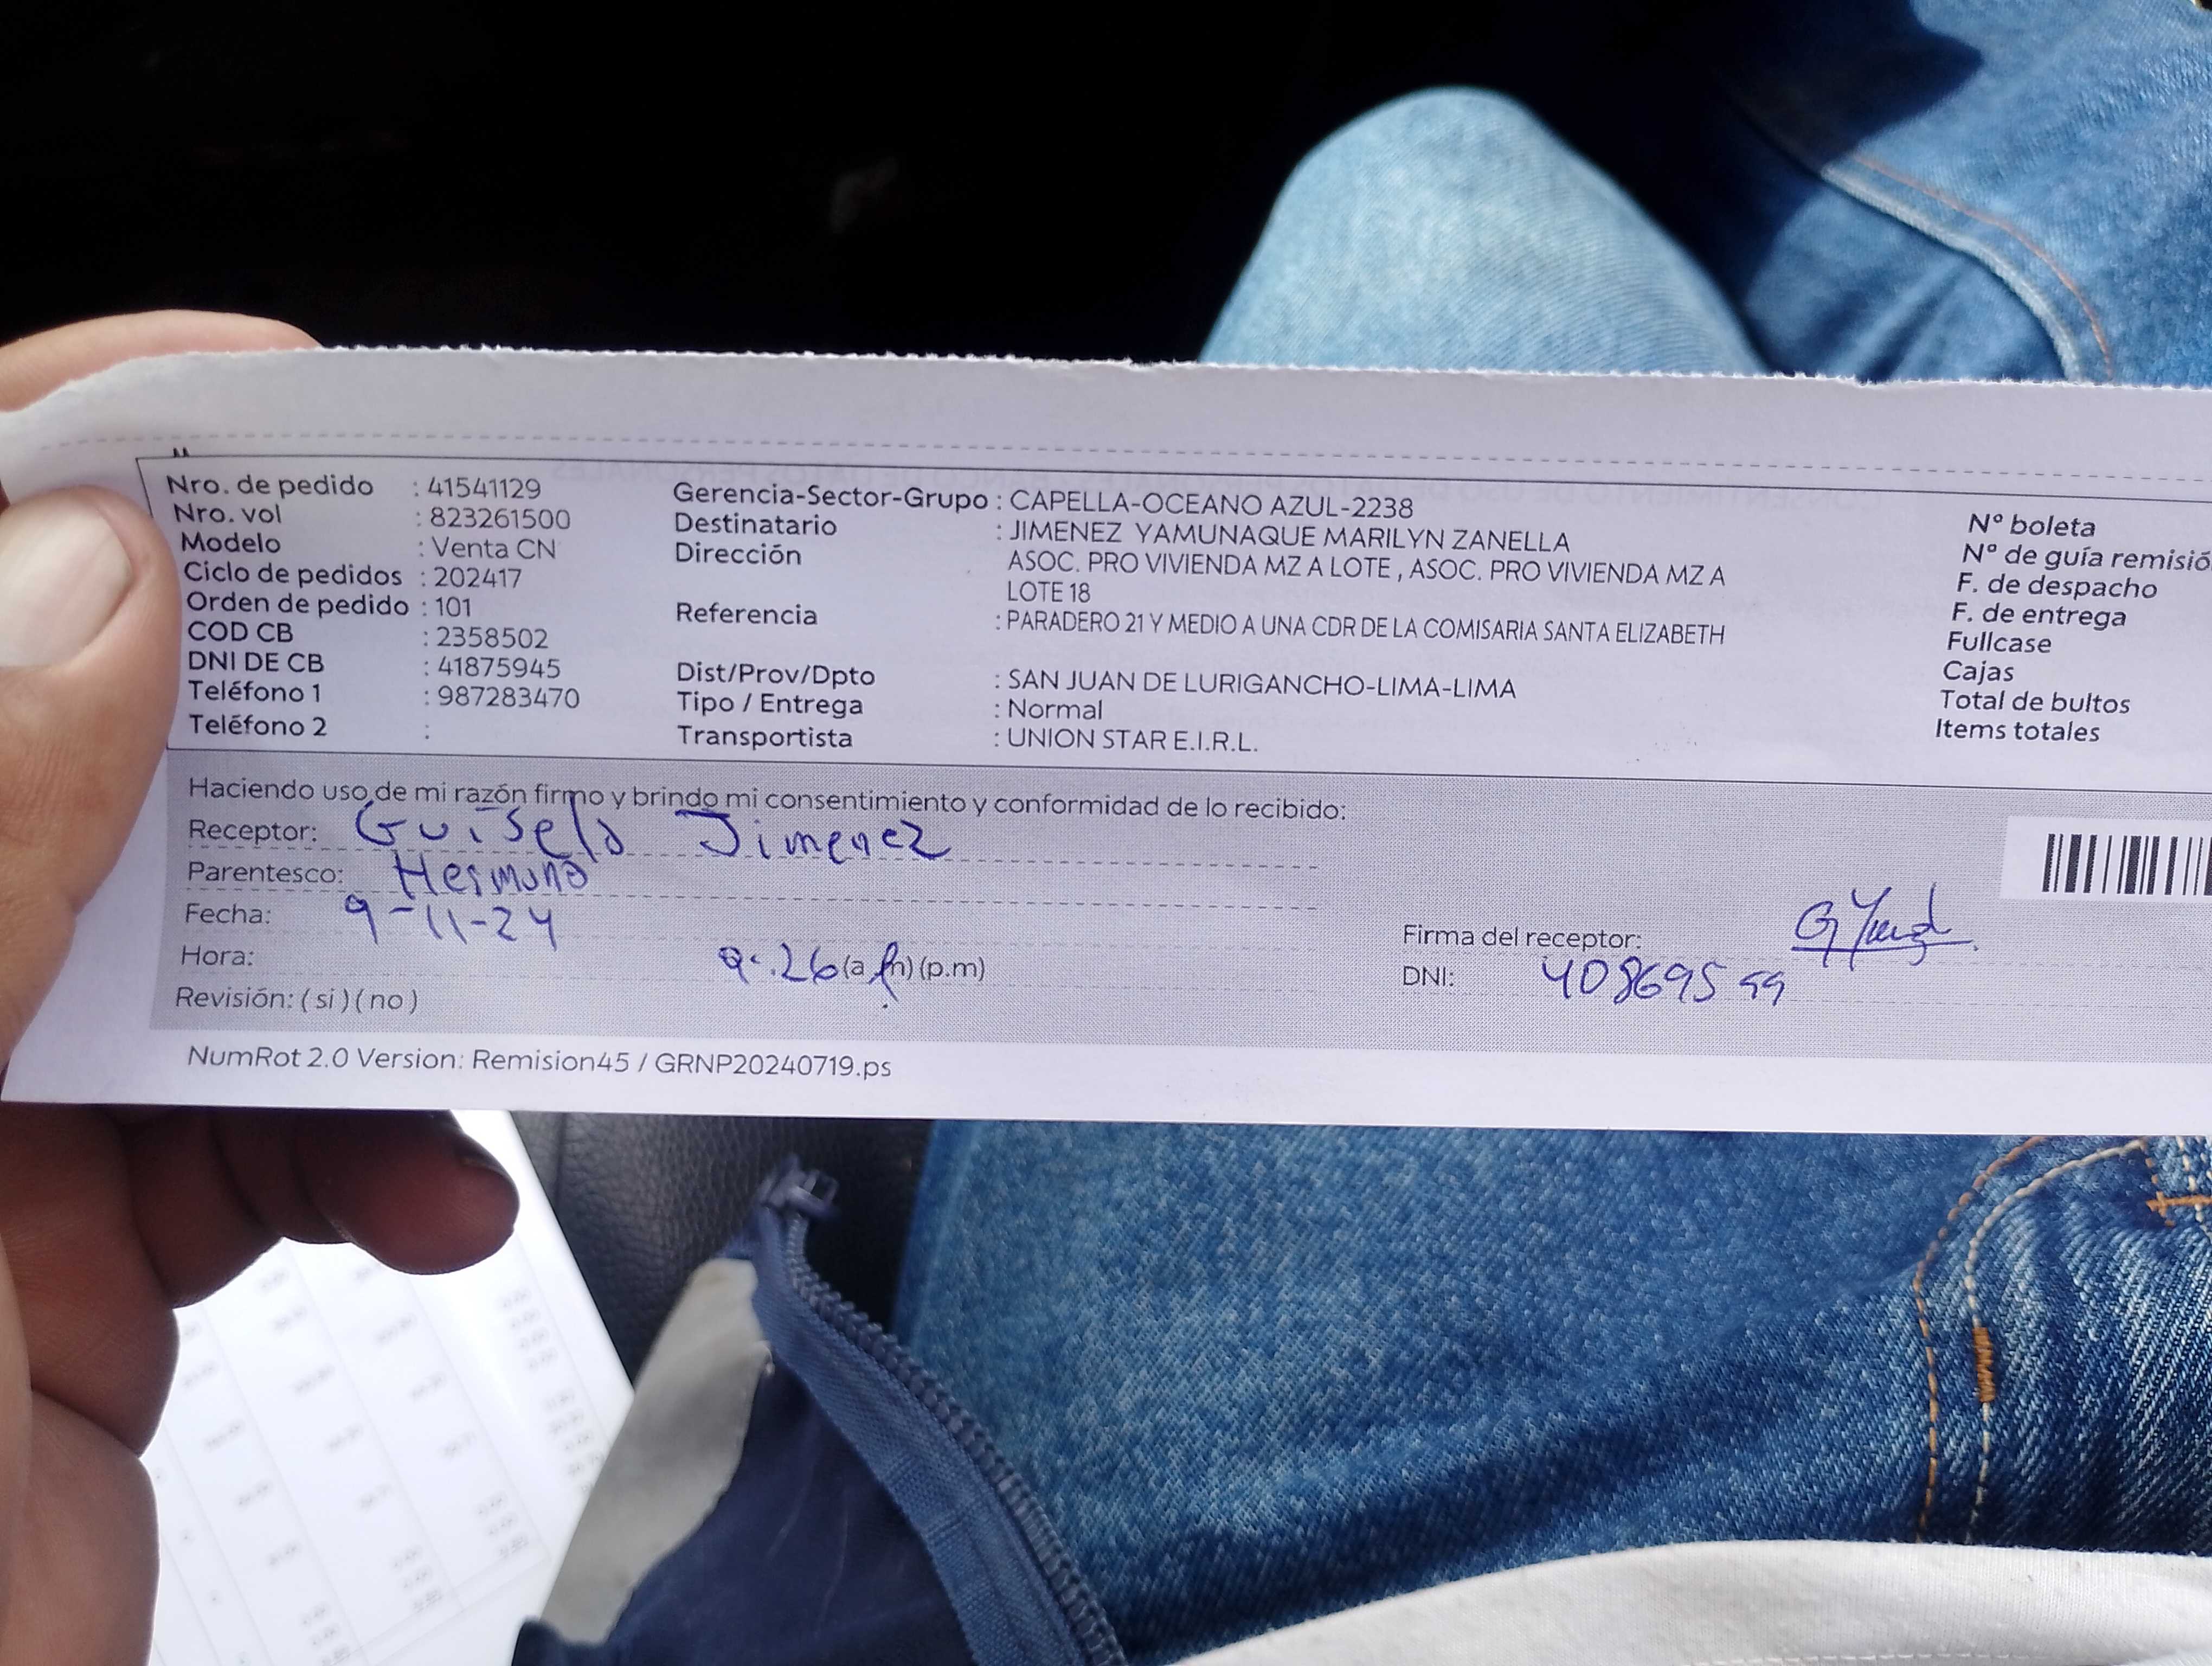 Nro. de pedido : 41541129
Nro. vol : 823261500
Modelo : Venta CN
Ciclo de pedidos : 202417
Orden de pedido : 101
COD CB : 2358502
DNI DE CB : 41875945
Teléfono 1 : 987283470
Teléfono 2 :
Gerencia-Sector-Grupo : CAPELLA-OCEANO AZUL-2238
Destinatario : JIMENEZ YAMUNAQUE MARILYN ZANELLA
Dirección ASOC. PRO VIVIENDA MZ A LOTE , ASOC. PRO VIVIENDA MZ A
LOTE 18
Referencia : PARADERO 21 Y MEDIO A UNA CDR DE LA COMISARIA SANTA ELIZABETH
Dist/Prov/Dpto : SAN JUAN DE LURIGANCHO-LIMA-LIMA
Tipo / Entrega : Normal
Transportista : UNION STAR E.I.R.L.
N° boleta
N° de guía remisió
F. de despacho
F. de entrega
Fullcase
Cajas
Total de bultos
Items totales
Haciendo uso de mi razón firmo y brindo mi consentimiento y conformidad de lo recibido:
Receptor: Guisela Jimenez
Parentesco: Hermana
Fecha: 9-11-24
Hora: 9:26 (a.m) (p.m)
Revisión: ( si ) ( no )
Firma del receptor:
DNI: 408695
NumRot 2.0 Version: Remision45 / GRNP20240719.ps